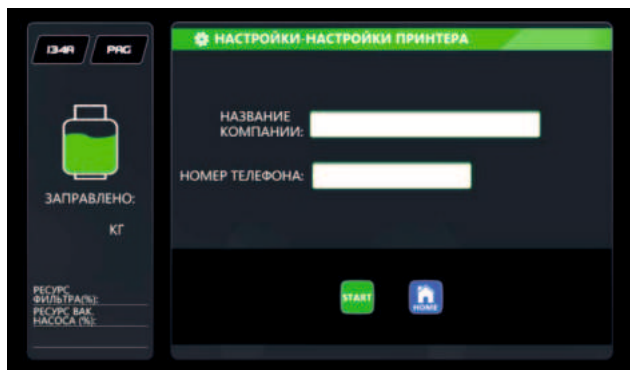 134A PAG
НАСТРОЙКИ-НАСТРОЙКИ ПРИНТЕРА
НАЗВАНИЕ
КОМПАНИИ:
НОМЕР ТЕЛЕФОНА:
ЗАПРАВЛЕНО:
КГ
РЕСУРС
ФИЛЬТРА(%):
РЕСУРС ВАК.
НАСОСА (%):
START
HOME